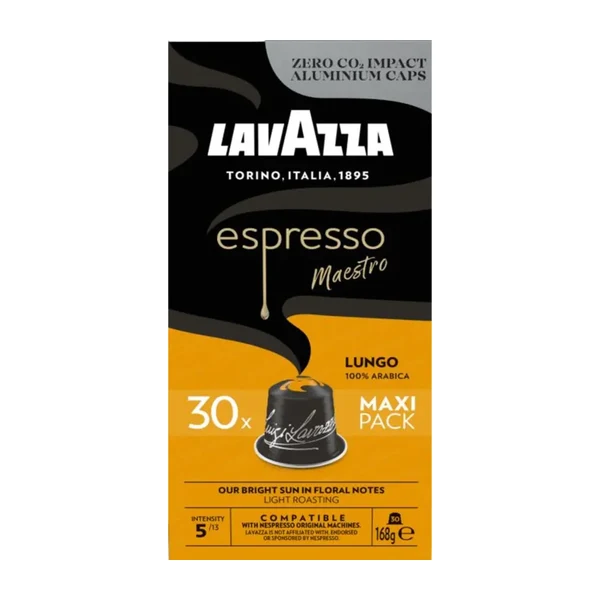 ZERO CO₂ IMPACT
ALUMINIUM CAPS
LAVAZZA
TORINO, ITALIA, 1895
espresso
Maestro
LUNGO
100% ARABICA
30x
MAXI
PACK
Luigi Lavazza
OUR BRIGHT SUN IN FLORAL NOTES
LIGHT ROASTING
INTENSITY
5/13
COMPATIBLE
WITH NESPRESSO ORIGINAL MACHINES.
LAVAZZA IS NOT AFFILIATED WITH, ENDORSED
OR SPONSORED BY NESPRESSO.
30
168g ℮